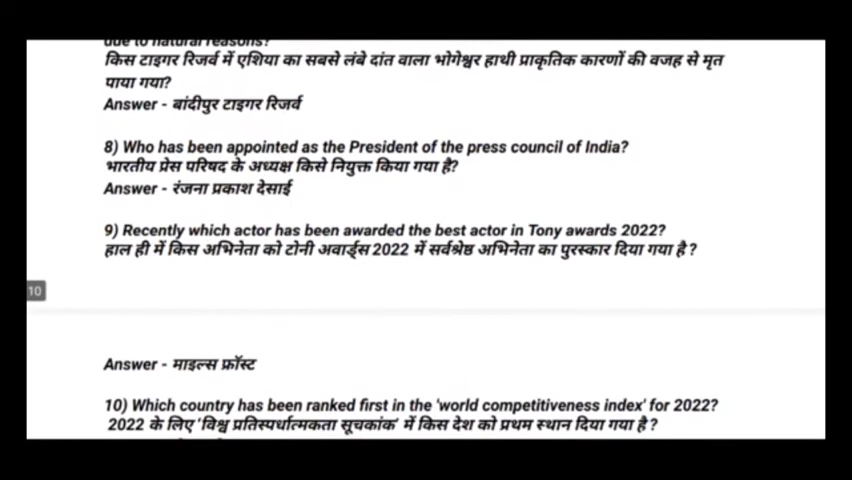 due to natural reasons?
किस टाइगर रिजर्व में एशिया का सबसे लंबे दांत वाला भोगेश्वर हाथी प्राकृतिक कारणों की वजह से मृत
पाया गया?
Answer - बांदीपुर टाइगर रिजर्व
8) Who has been appointed as the President of the press council of India?
भारतीय प्रेस परिषद के अध्यक्ष किसे नियुक्त किया गया है?
Answer - रंजना प्रकाश देसाई
9) Recently which actor has been awarded the best actor in Tony awards 2022?
हाल ही में किस अभिनेता को टोनी अवार्ड्स 2022 में सर्वश्रेष्ठ अभिनेता का पुरस्कार दिया गया है ?
10
Answer - माइल्स फ्रॉस्ट
10) Which country has been ranked first in the 'world competitiveness index' for 2022?
2022 के लिए 'विश्व प्रतिस्पर्धात्मकता सूचकांक' में किस देश को प्रथम स्थान दिया गया है ?